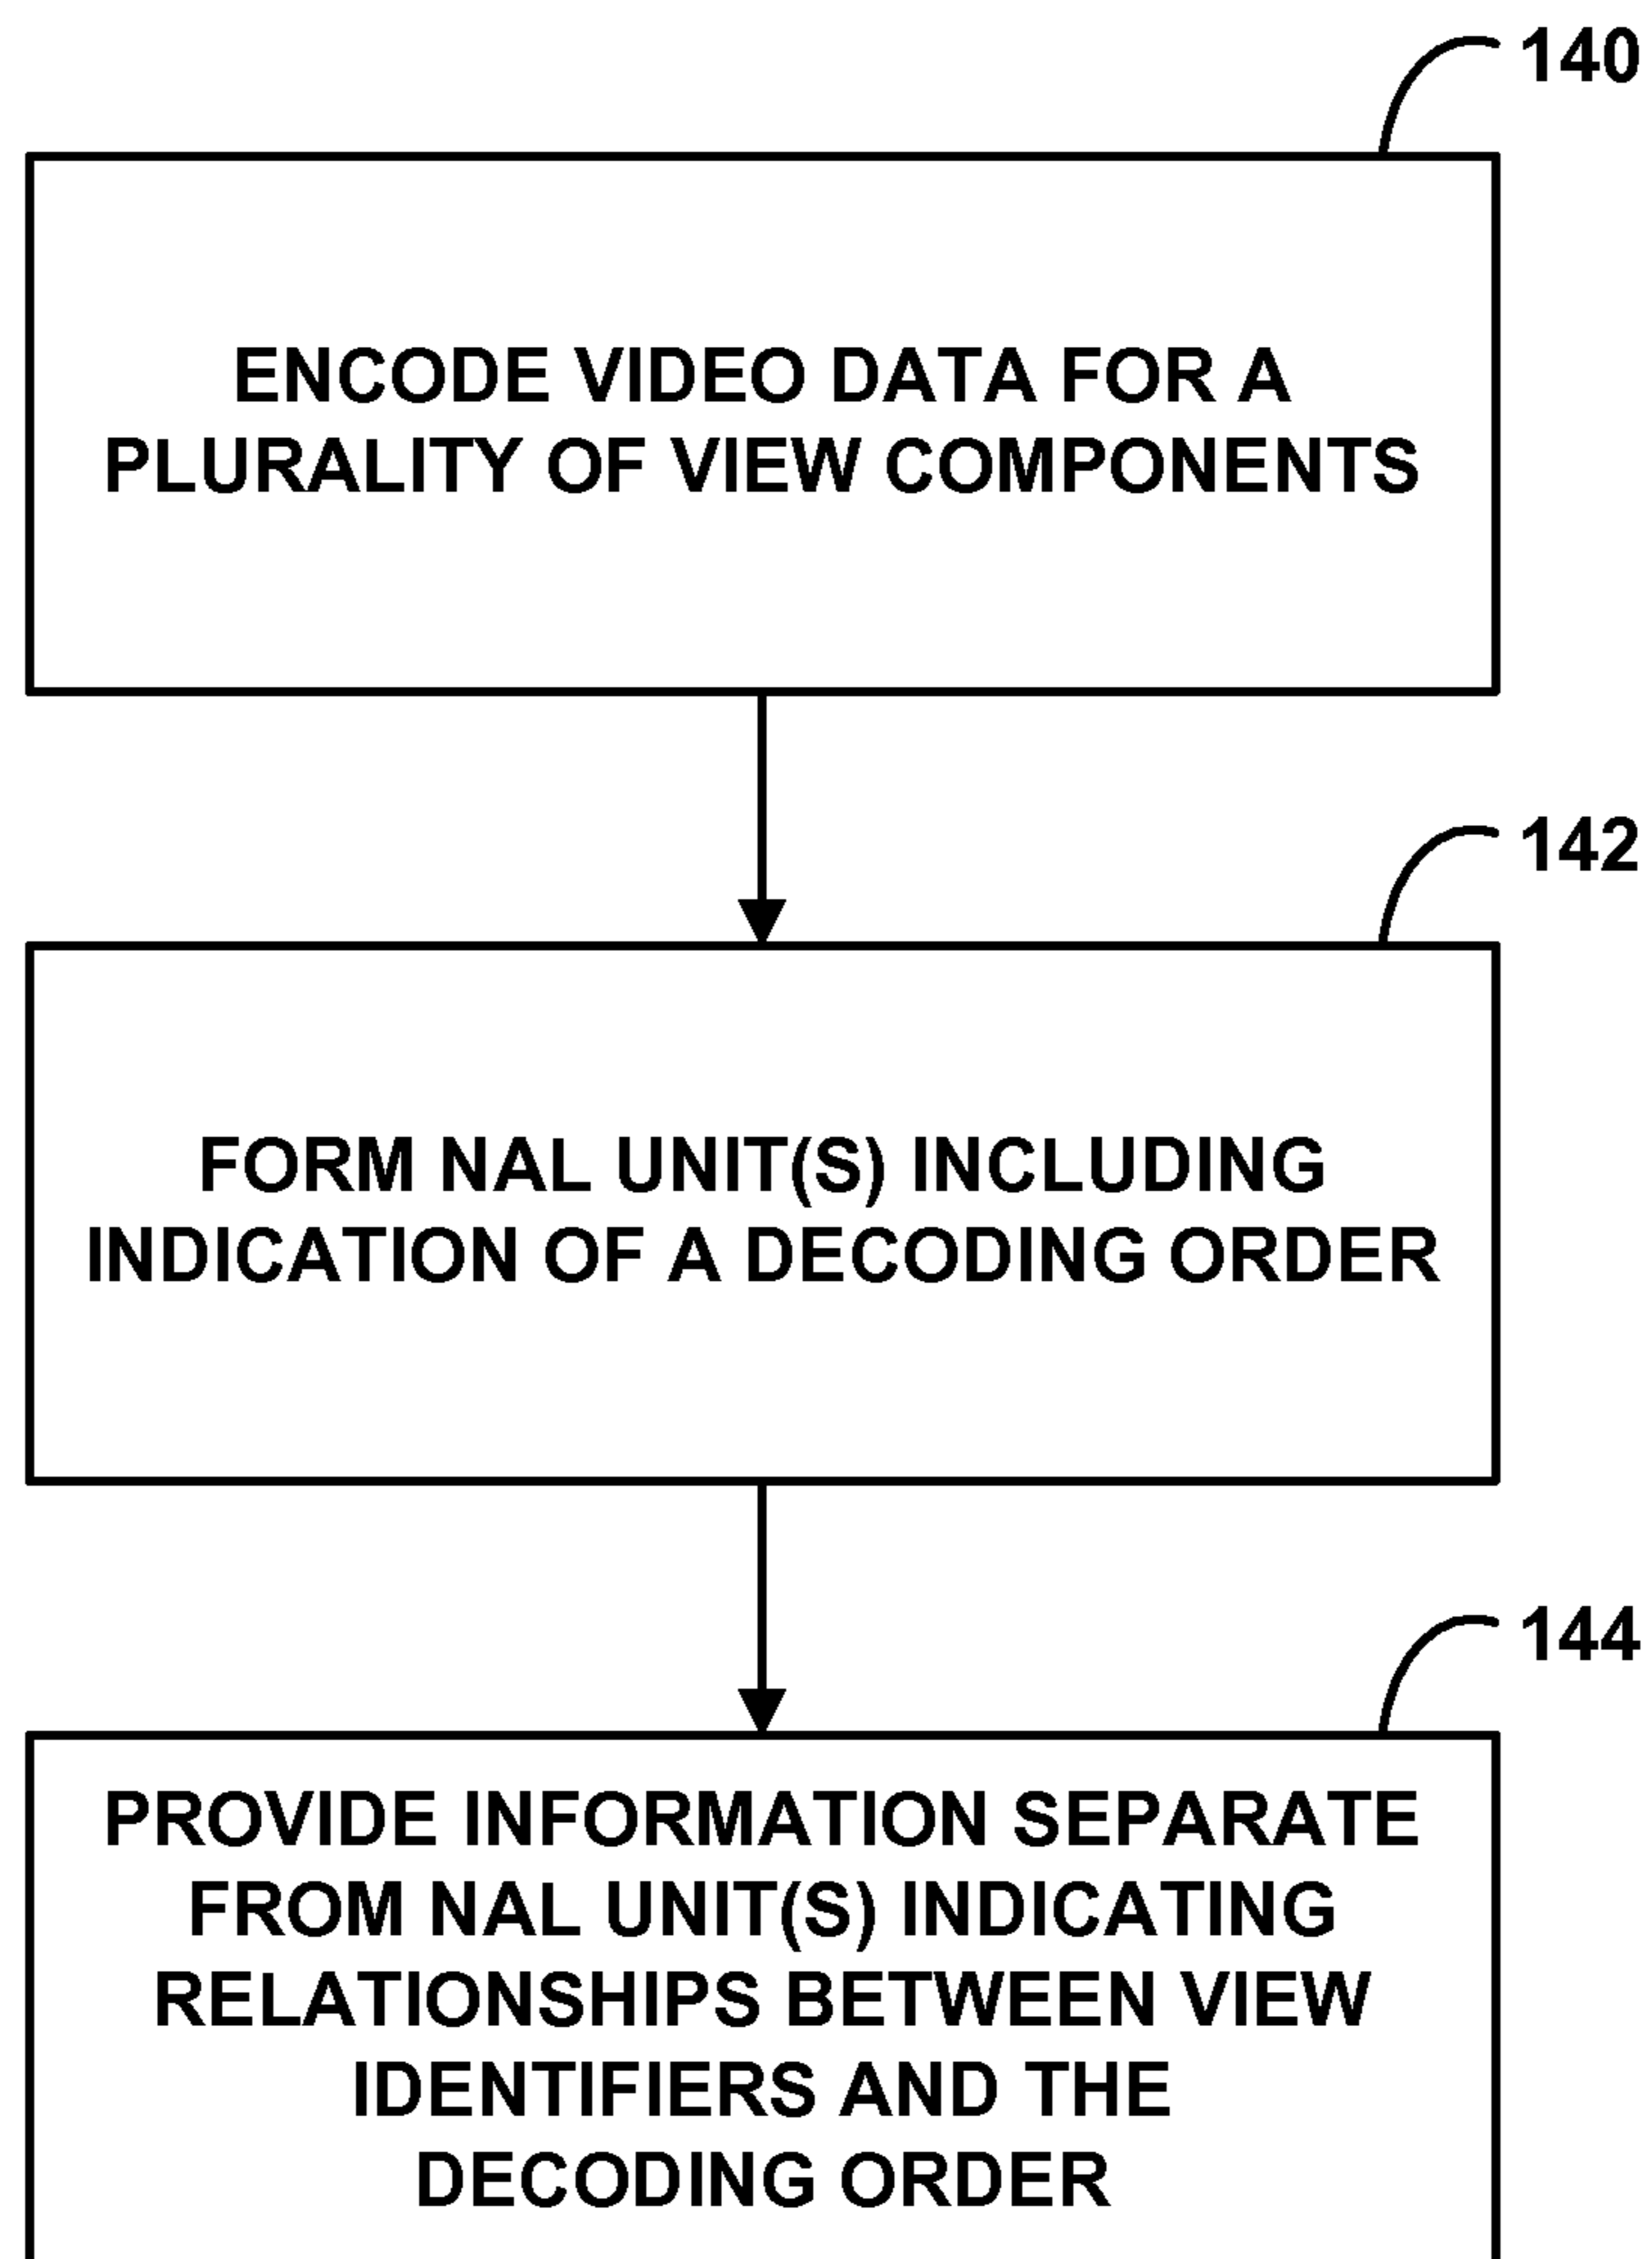 140
ENCODE VIDEO DATA FOR A
PLURALITY OF VIEW COMPONENTS
142
FORM NAL UNIT(S) INCLUDING
INDICATION OF A DECODING ORDER
144
PROVIDE INFORMATION SEPARATE
FROM NAL UNIT(S) INDICATING
RELATIONSHIPS BETWEEN VIEW
IDENTIFIERS AND THE
DECODING ORDER